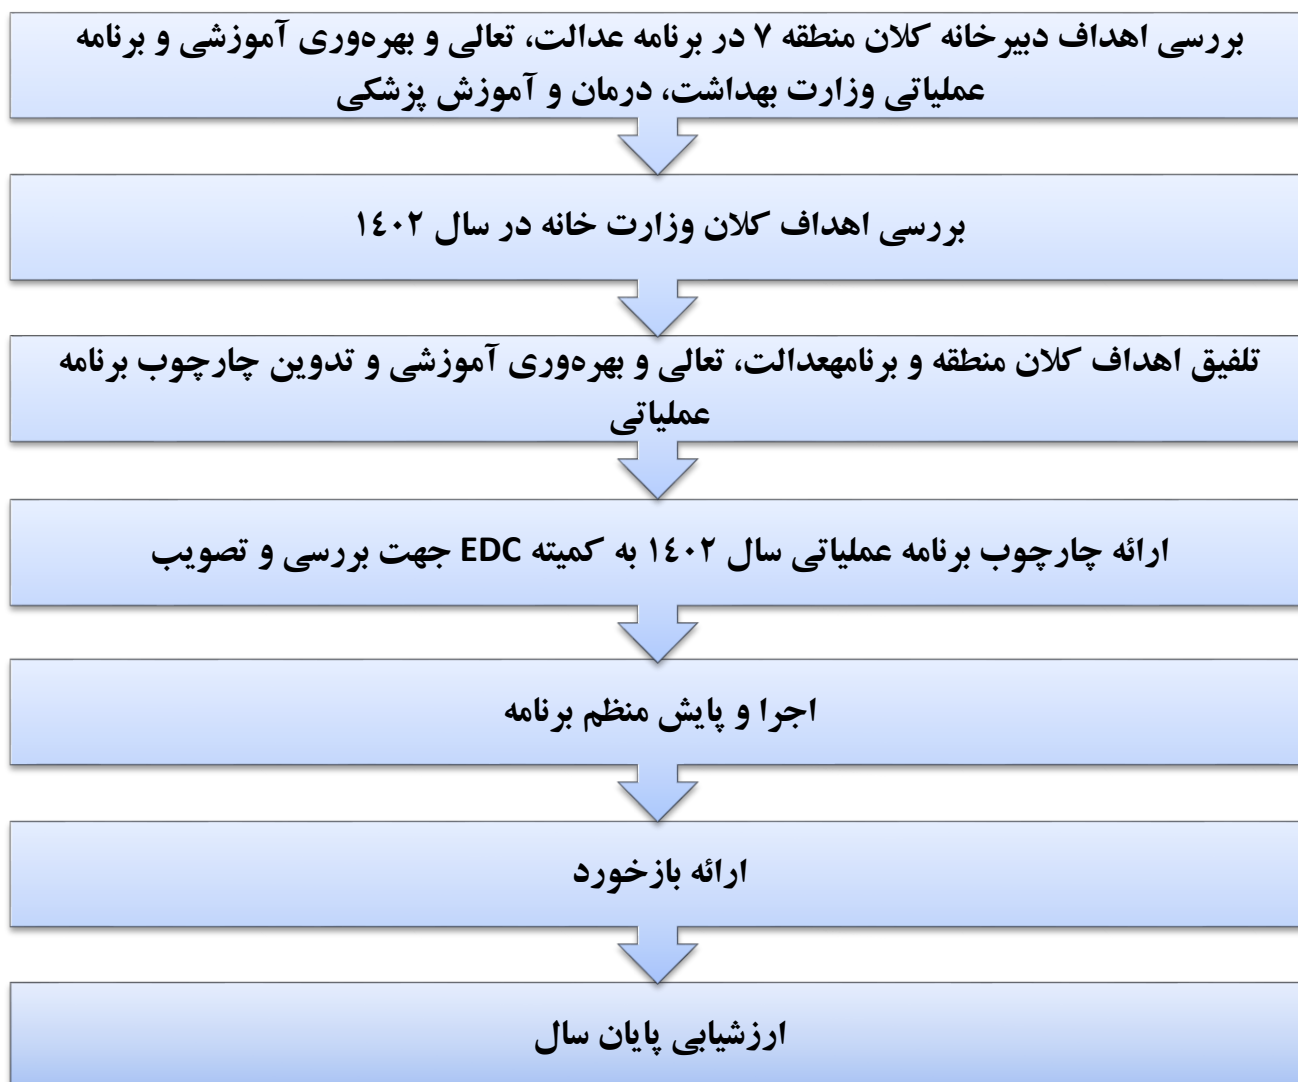 بررسی اهداف دبیرخانه کلان منطقه ۷ در برنامه عدالت، تعالی و بهره‌وری آموزشی و برنامه
عملیاتی وزارت بهداشت، درمان و آموزش پزشکی
بررسی اهداف کلان وزارت خانه در سال ١٤٠٢
تلفیق اهداف کلان منطقه و برنامهعدالت، تعالی و بهره‌وری آموزشی و تدوین چارچوب برنامه
عملیاتی
ارائه چارچوب برنامه عملیاتی سال ١٤٠٢ به کمیته EDC جهت بررسی و تصویب
اجرا و پایش منظم برنامه
ارائه بازخورد
ارزشیابی پایان سال